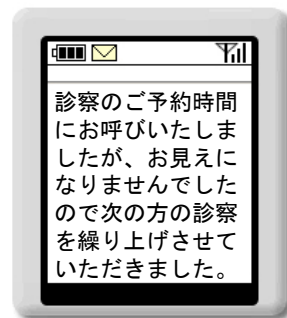 診察のご予約時間
にお呼びいたしま
したが、お見えに
なりませんでした
ので次の方の診察
を繰り上げさせて
いただきました。